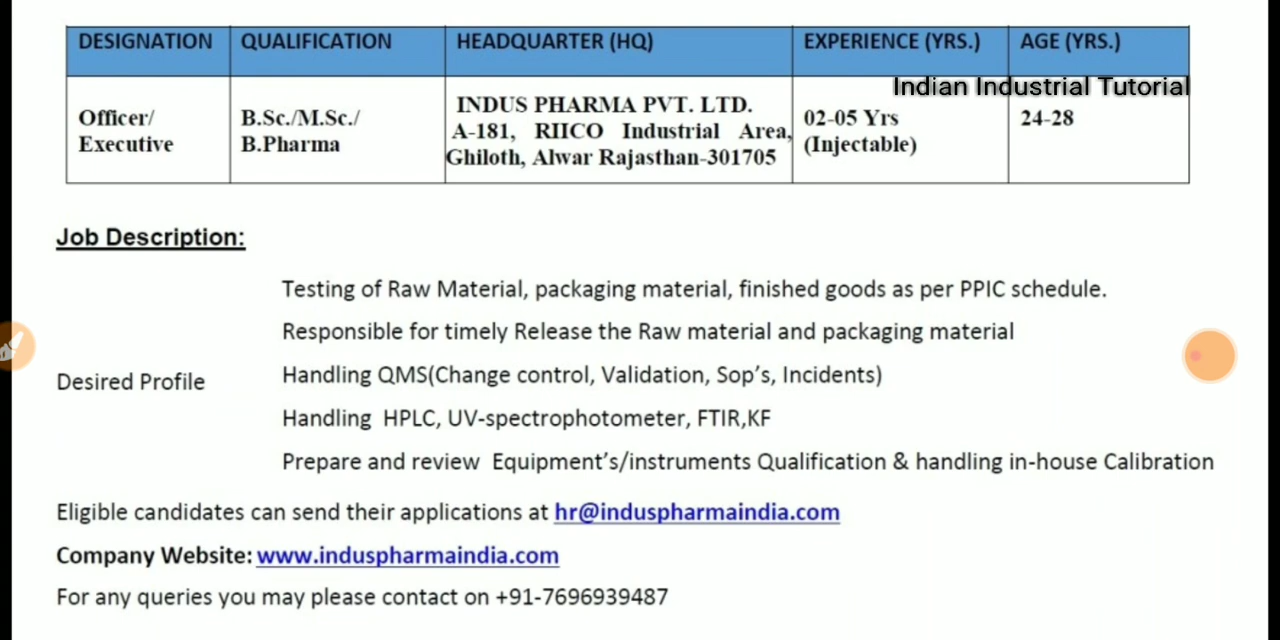 DESIGNATION QUALIFICATION HEADQUARTER (HQ) EXPERIENCE (YRS.) AGE (YRS.)
Indian Industrial Tutorial
Officer/ Executive
B.Sc./M.Sc./ B.Pharma
INDUS PHARMA PVT. LTD.
A-181, RIICO Industrial Area,
Ghiloth, Alwar Rajasthan-301705
02-05 Yrs
(Injectable)
24-28
Job Description:
Desired Profile
Testing of Raw Material, packaging material, finished goods as per PPIC schedule.
Responsible for timely Release the Raw material and packaging material
Handling QMS(Change control, Validation, Sop's, Incidents)
Handling HPLC, UV-spectrophotometer, FTIR,KF
Prepare and review Equipment's/instruments Qualification & handling in-house Calibration
Eligible candidates can send their applications at hr@induspharmaindia.com
Company Website: www.induspharmaindia.com
For any queries you may please contact on +91-7696939487